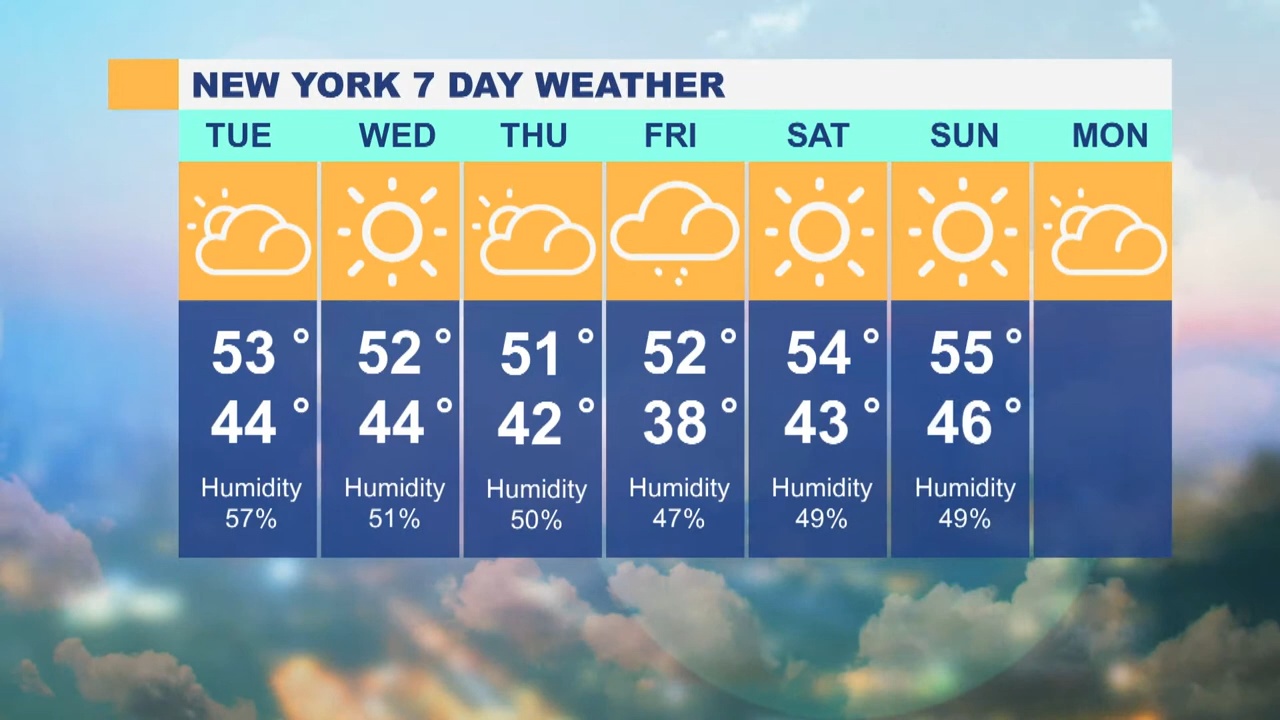 NEW YORK 7 DAY WEATHER
TUE WED THU FRI SAT SUN MON
53° 52° 51° 52° 54° 55°
44° 44° 42° 38° 43° 46°
Humidity Humidity Humidity Humidity Humidity Humidity
57% 51% 50% 47% 49% 49%